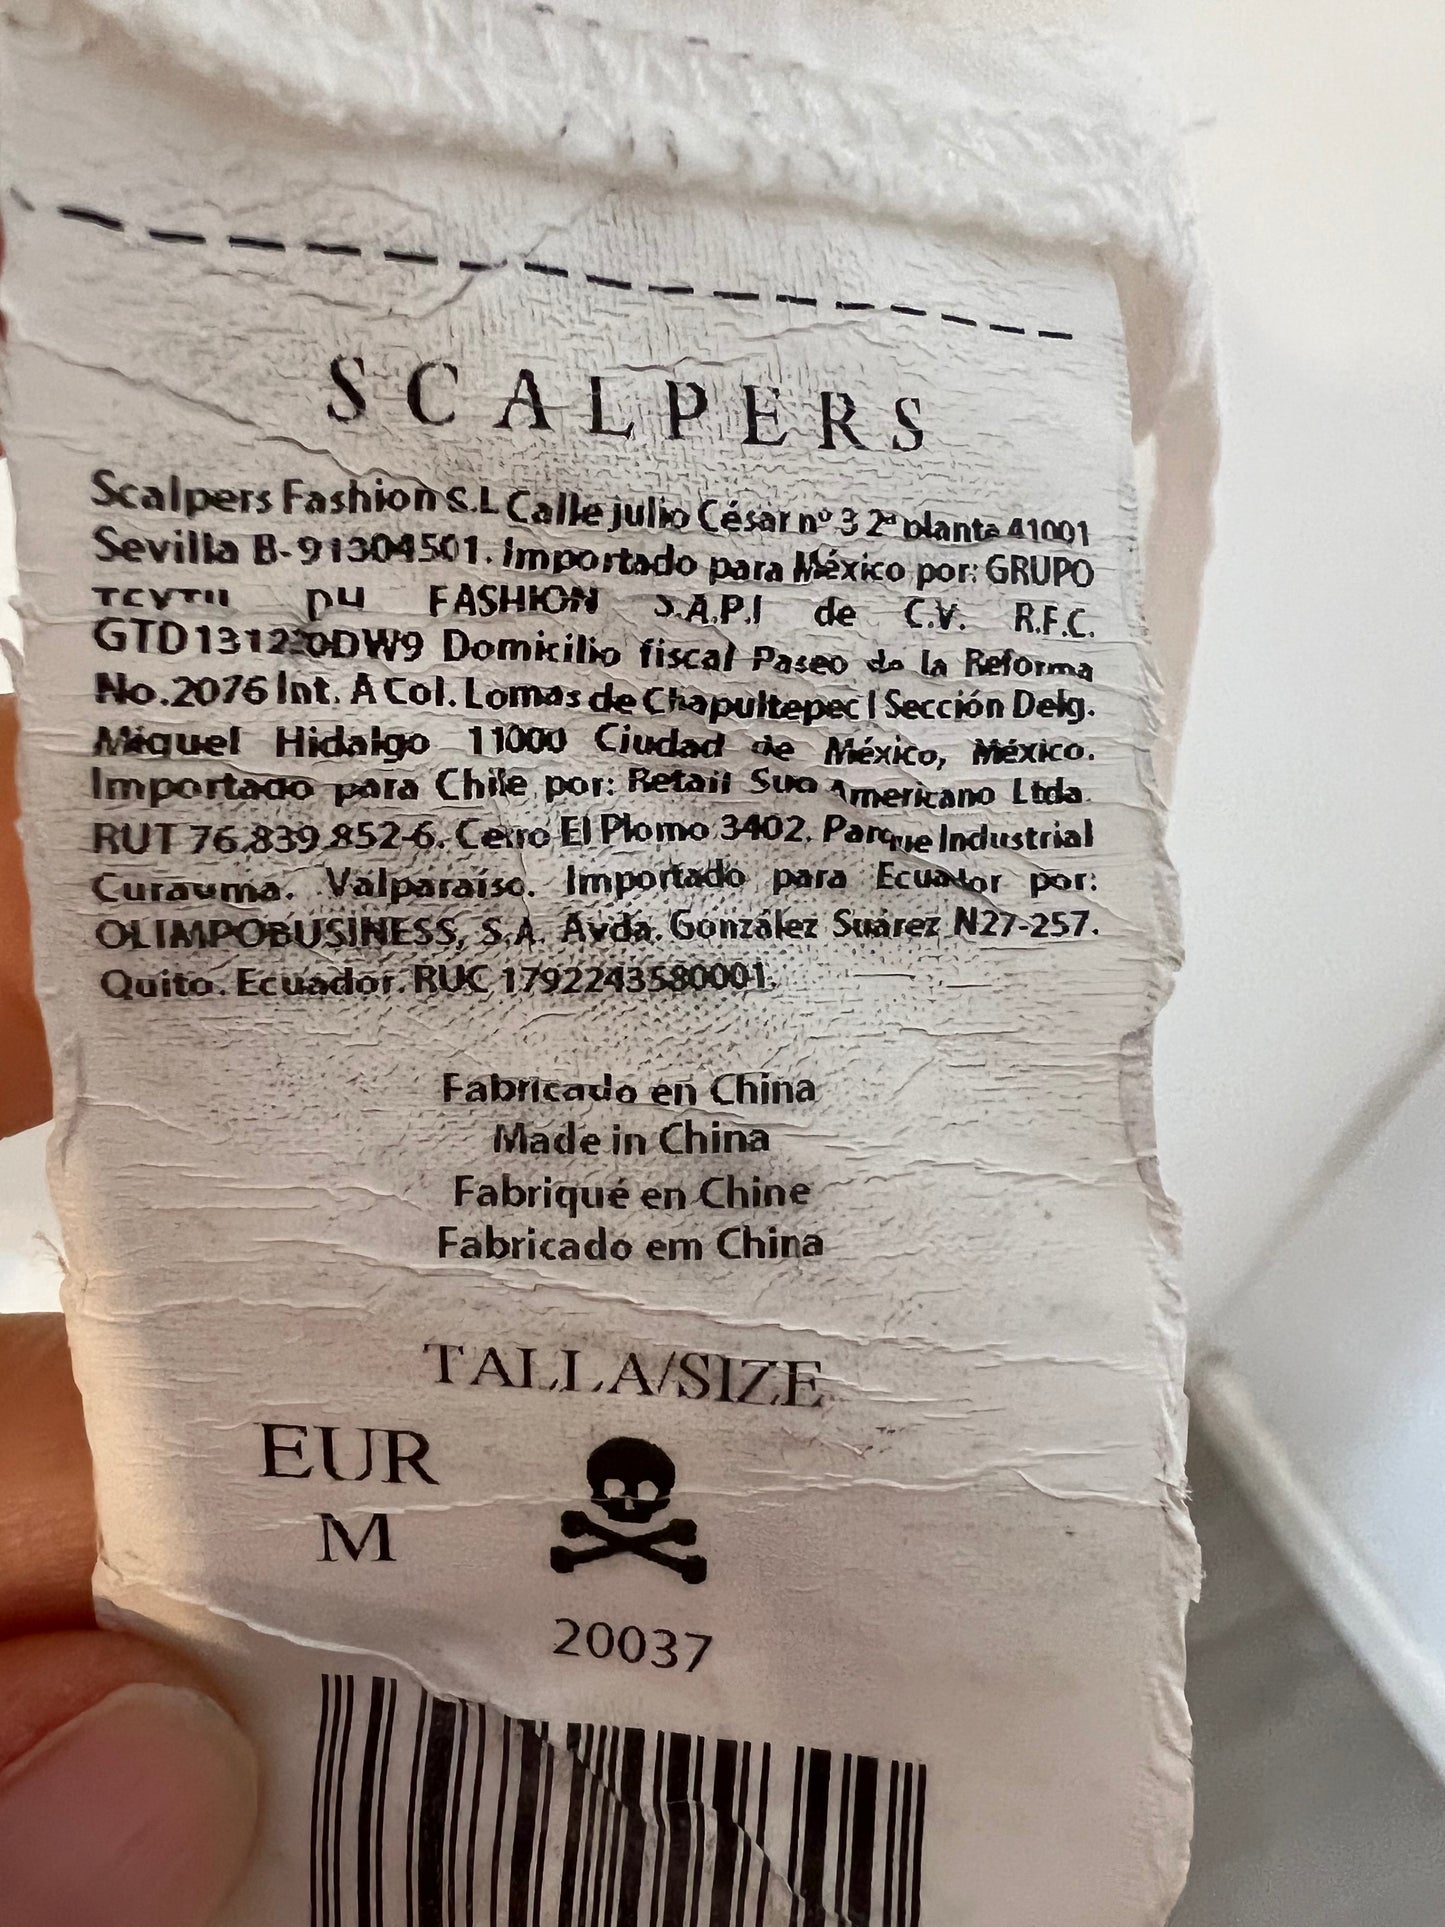 SCALPERS
Scalpers Fashion S.L Calle julio César nº 3 2ª planta 41001
Sevilla B-91304501. Importado para México por: GRUPO
FASHION S.A.P.I de C.V. R.F.C.
Domicilio fiscal Paseo de la Reforma
No.2076 Int. A Col. Lomas de Chapultepec I Sección Delg.
Miguel Hidalgo 11000 Ciudad de México, México.
Importado para Chile por: Retail Sud Americano Ltda.
RUT 76.839.852-6. Cerro El Plomo 3402. Parque Industrial
Curauma. Valparaíso. Importado para Ecuador por:
OLIMPOBUSINESS, S.A. Avda. González Suárez N27-257.
Quito. Ecuador. RUC 1792243580001.
Fabricado en China
Made in China
Fabriqué en Chine
Fabricado em China
TALLA/SIZE
EUR
M
20037